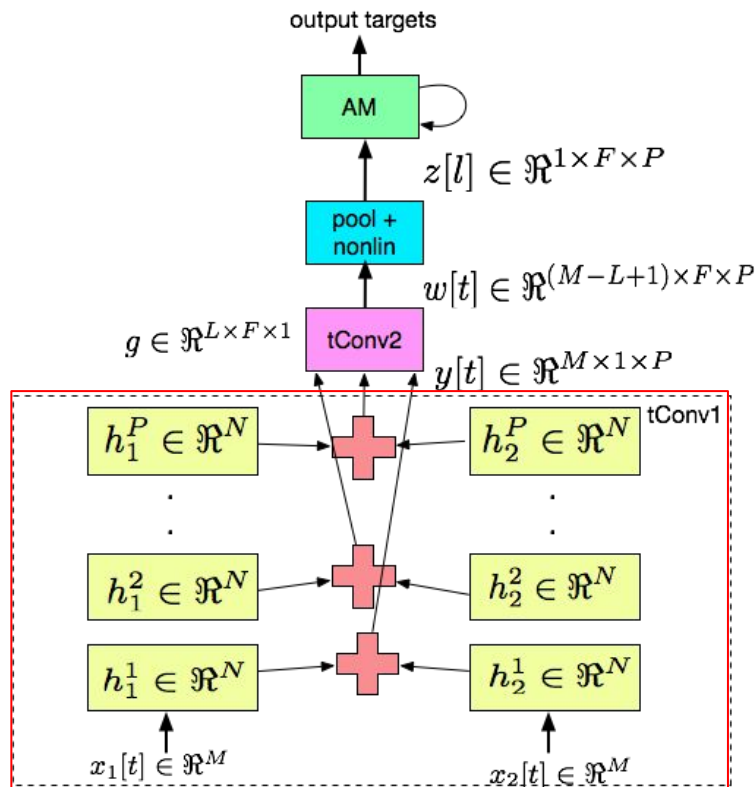 output targets
AM
z[l] ∈ ℜ^{1×F×P}
pool +
nonlin
w[t] ∈ ℜ^{(M−L+1)×F×P}
g ∈ ℜ^{L×F×1}
tConv2
y[t] ∈ ℜ^{M×1×P}
tConv1
h_1^P ∈ ℜ^N
h_2^P ∈ ℜ^N
.
.
.
.
h_1^2 ∈ ℜ^N
h_2^2 ∈ ℜ^N
h_1^1 ∈ ℜ^N
h_2^1 ∈ ℜ^N
x_1[t] ∈ ℜ^M
x_2[t] ∈ ℜ^M